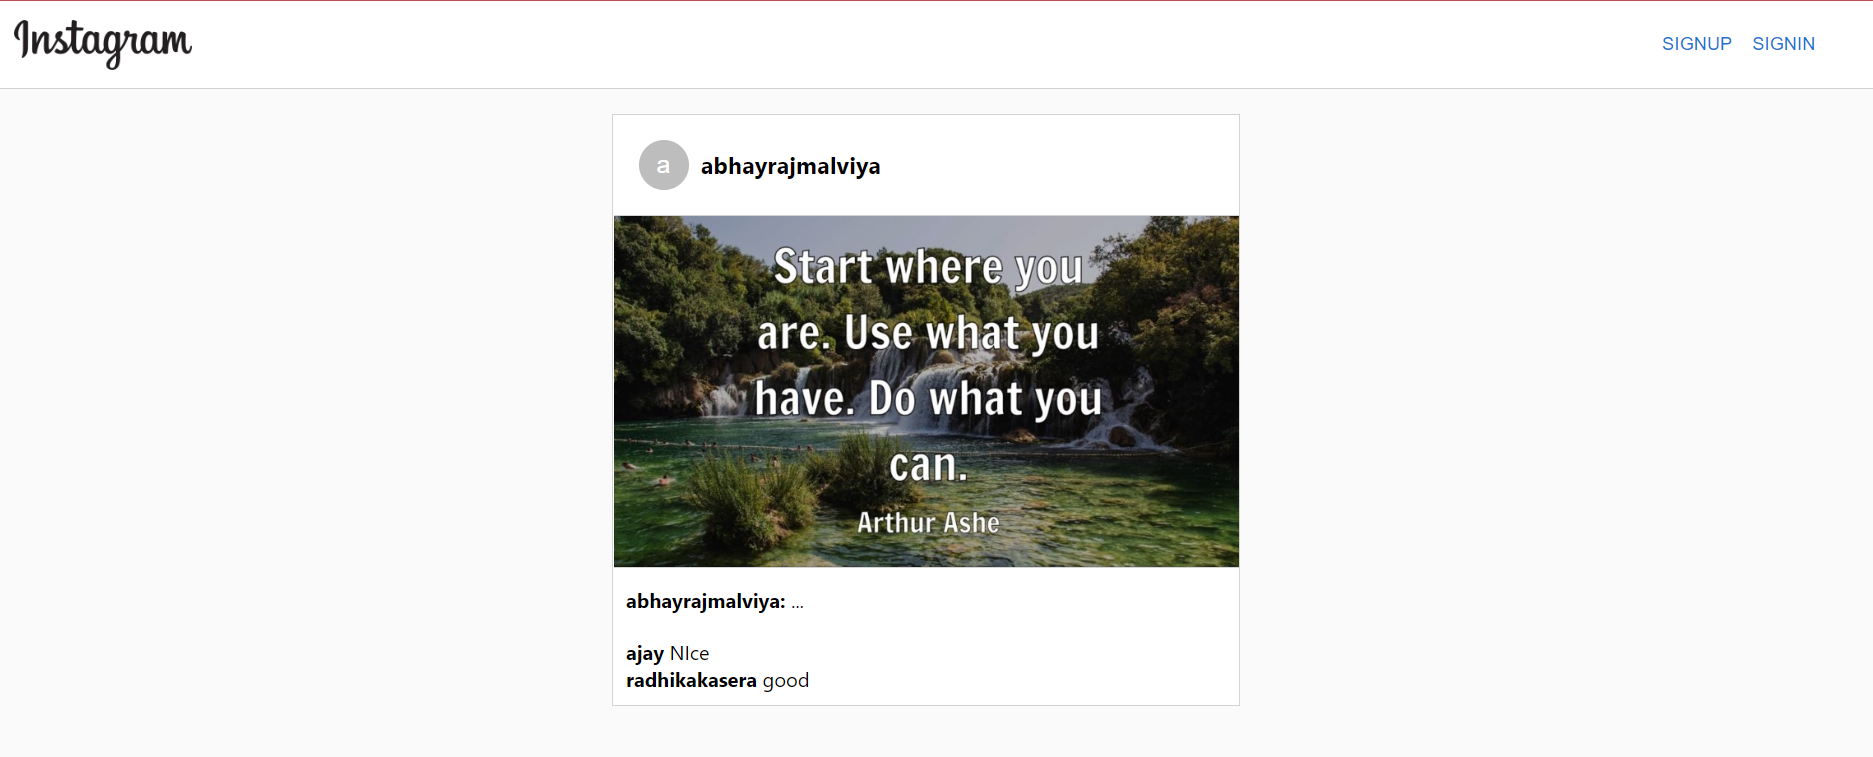 Instagram
SIGNUP SIGNIN
a abhayrajmalviya
Start where you
are. Use what you
have. Do what you
can.
Arthur Ashe
abhayrajmalviya: ...
ajay NIce
radhikakasera good